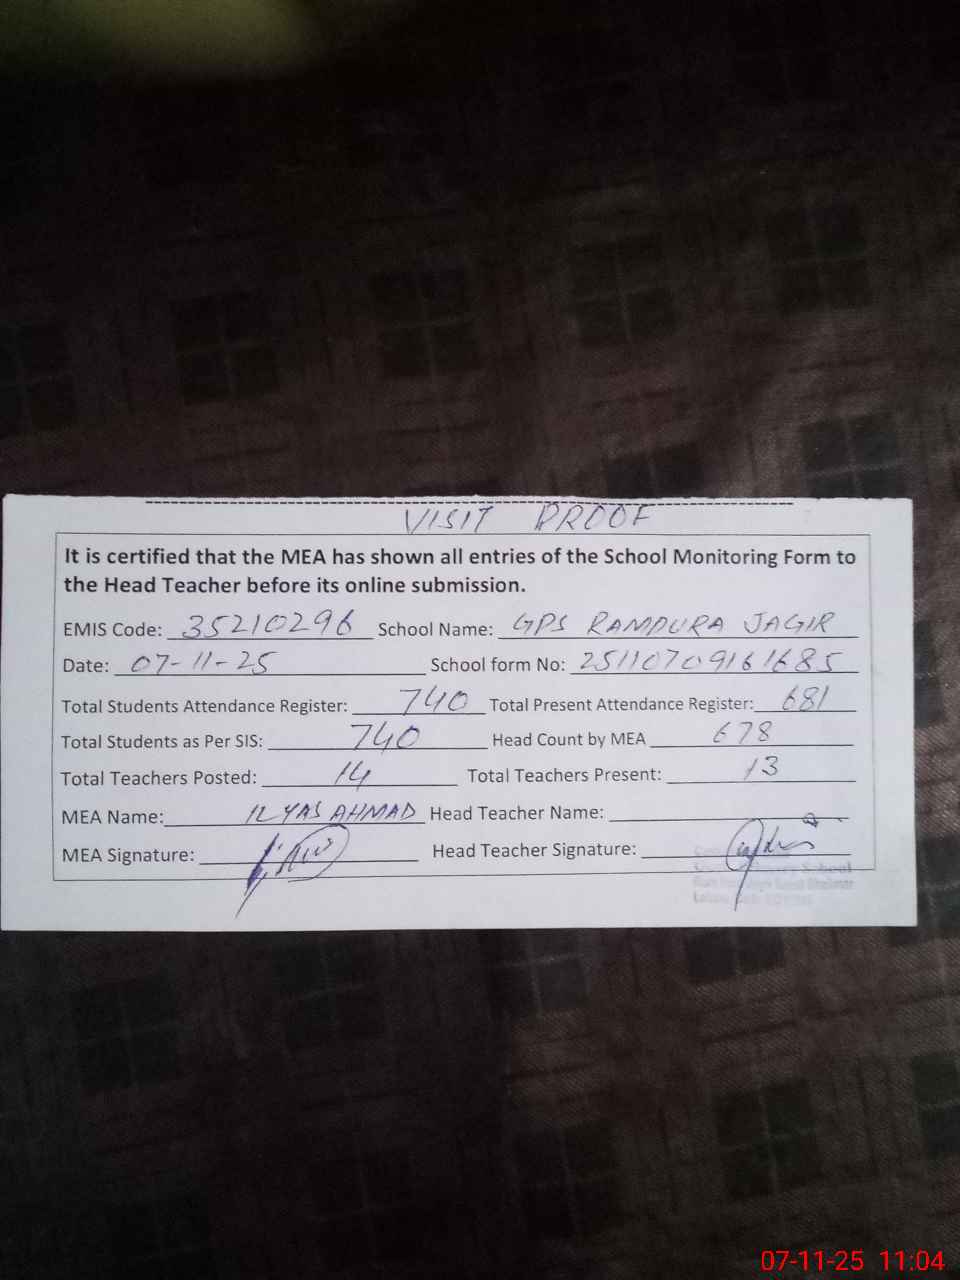 VISIT PROOF
It is certified that the MEA has shown all entries of the School Monitoring Form to
the Head Teacher before its online submission.
EMIS Code: 35210296 School Name: GPS RAMPURA JAGIR
Date: 07-11-25 School form No: 25110709161685
Total Students Attendance Register: 740 Total Present Attendance Register: 681
Total Students as Per SIS: 740 Head Count by MEA 678
Total Teachers Posted: 14 Total Teachers Present: 13
MEA Name: ILYAS AHMAD Head Teacher Name:
MEA Signature: Head Teacher Signature:
School
07-11-25 11:04